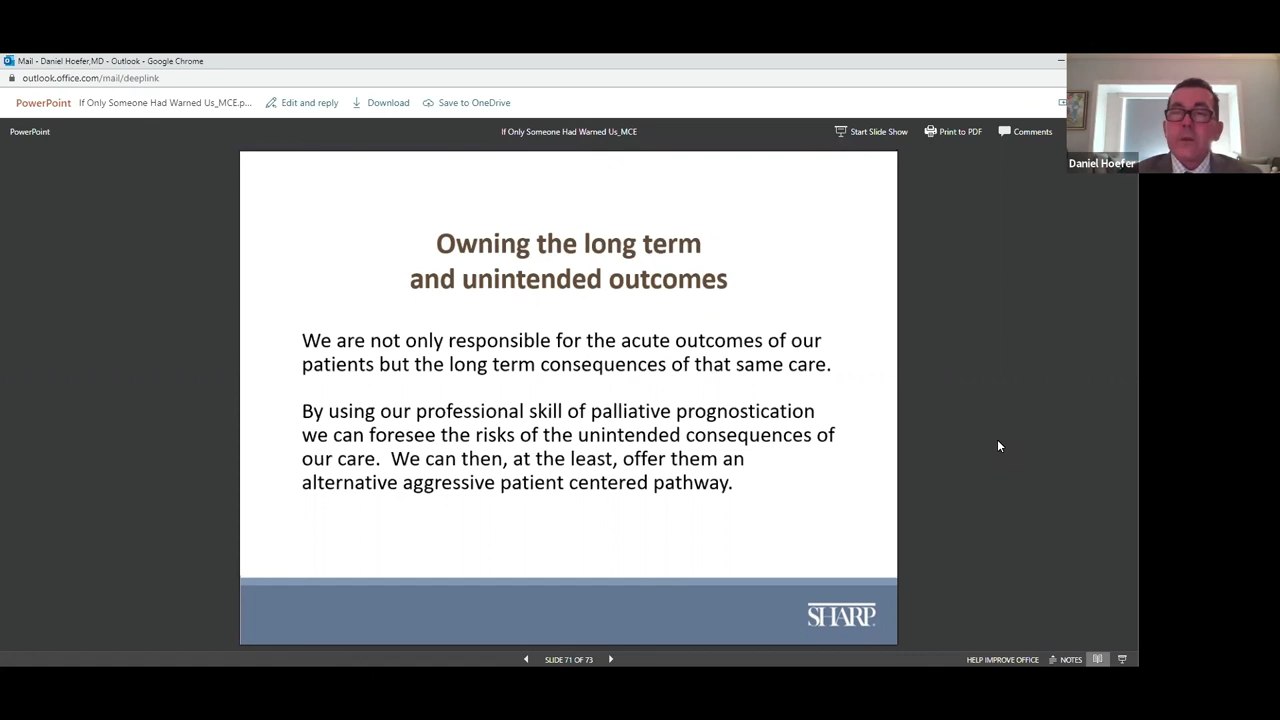 Mail - Daniel Hoefer,MD - Outlook - Google Chrome
outlook.office.com/mail/deeplink
PowerPoint If Only Someone Had Warned Us_MCE.p... Edit and reply Download Save to OneDrive
PowerPoint If Only Someone Had Warned Us_MCE Start Slide Show Print to PDF Comments
Daniel Hoefer
Owning the long term
and unintended outcomes
We are not only responsible for the acute outcomes of our
patients but the long term consequences of that same care.
By using our professional skill of palliative prognostication
we can foresee the risks of the unintended consequences of
our care. We can then, at the least, offer them an
alternative aggressive patient centered pathway.
SHARP
SLIDE 71 OF 73 HELP IMPROVE OFFICE NOTES